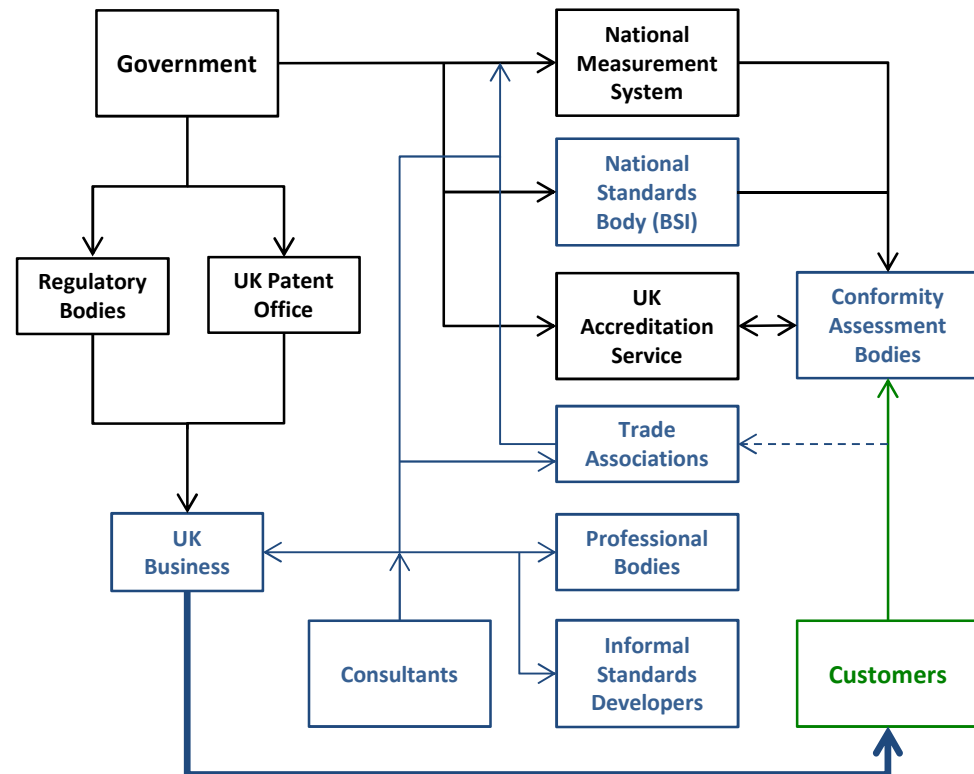 Government
National
Measurement
System
National
Standards
Body (BSI)
Regulatory
Bodies
UK Patent
Office
UK
Accreditation
Service
Conformity
Assessment
Bodies
Trade
Associations
UK
Business
Professional
Bodies
Consultants
Informal
Standards
Developers
Customers